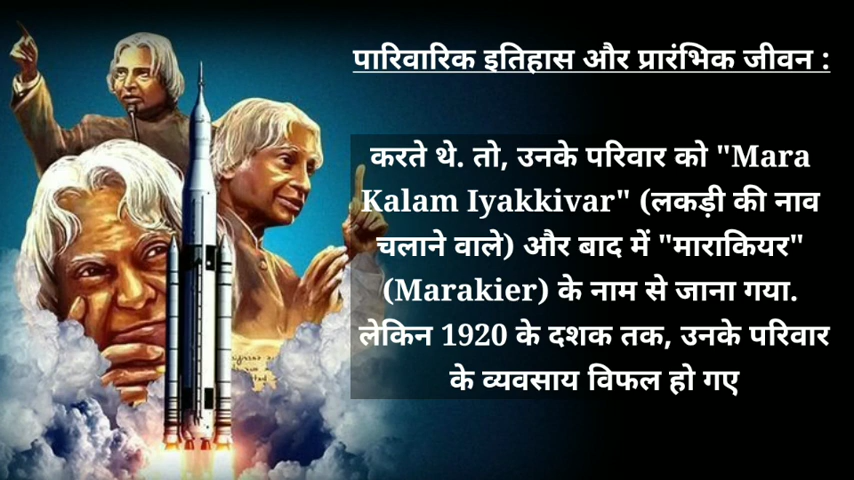 पारिवारिक इतिहास और प्रारंभिक जीवन :
करते थे. तो, उनके परिवार को "Mara
Kalam Iyakkivar" (लकड़ी की नाव
चलाने वाले) और बाद में "माराकियर"
(Marakier) के नाम से जाना गया.
लेकिन 1920 के दशक तक, उनके परिवार
के व्यवसाय विफल हो गए